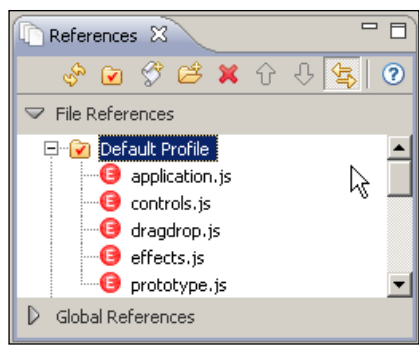 References
File References
Default Profile
E application.js
E controls.js
E dragdrop.js
E effects.js
E prototype.js
Global References